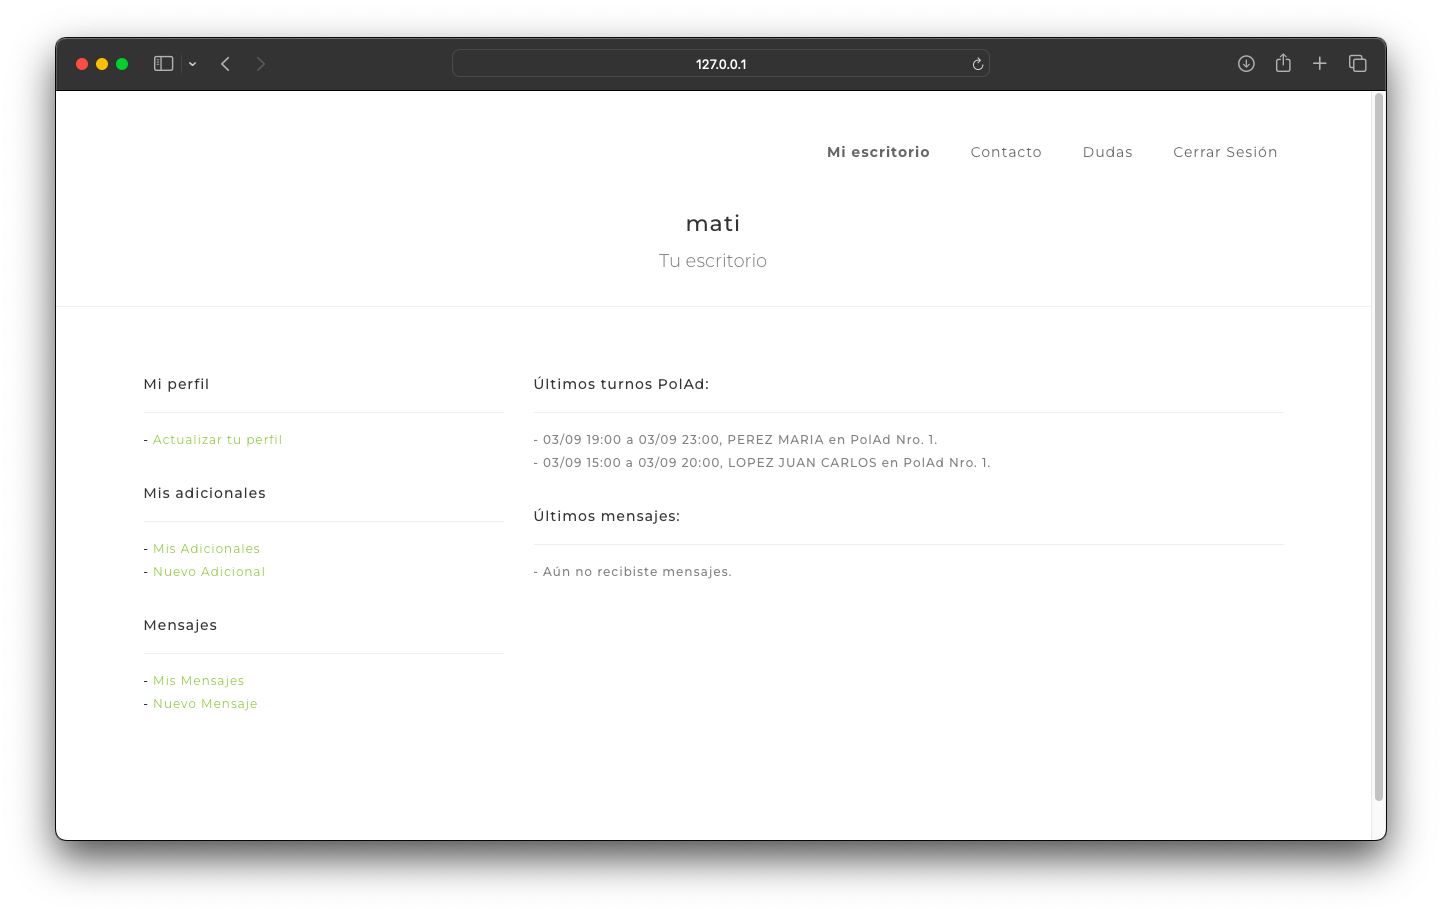 127.0.0.1
Mi escritorio Contacto Dudas Cerrar Sesión
mati
Tu escritorio
Mi perfil
- Actualizar tu perfil
Mis adicionales
- Mis Adicionales
- Nuevo Adicional
Mensajes
- Mis Mensajes
- Nuevo Mensaje
Últimos turnos PolAd:
- 03/09 19:00 a 03/09 23:00, PEREZ MARIA en PolAd Nro. 1.
- 03/09 15:00 a 03/09 20:00, LOPEZ JUAN CARLOS en PolAd Nro. 1.
Últimos mensajes:
- Aún no recibiste mensajes.